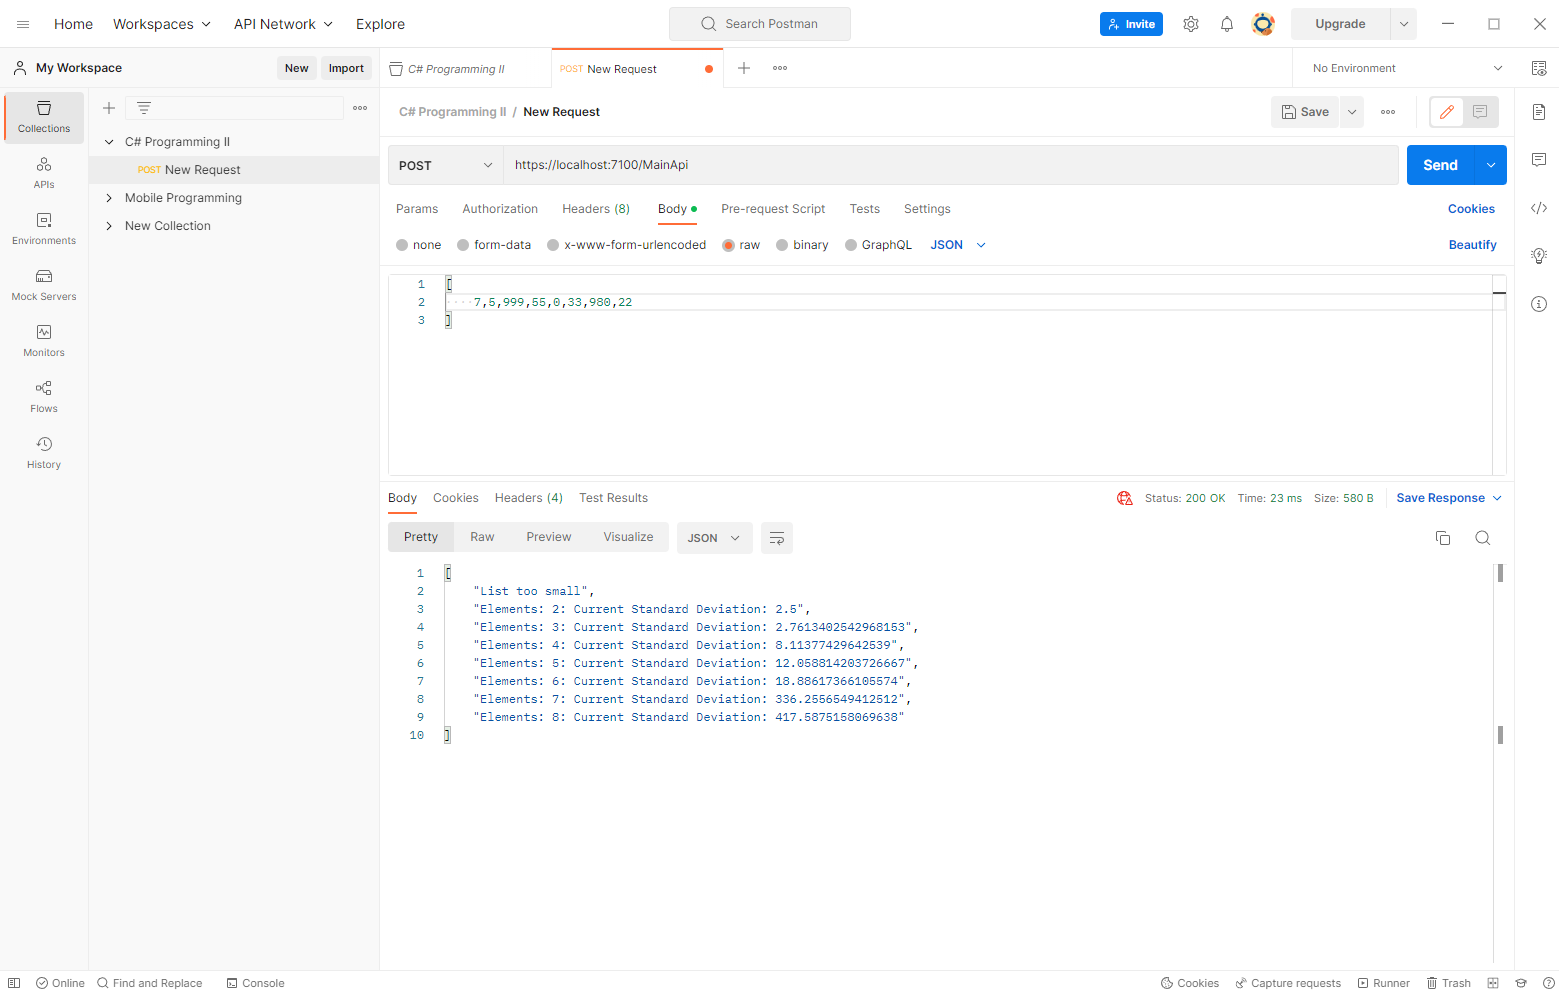 Home Workspaces API Network Explore Search Postman Invite Upgrade
My Workspace New Import C# Programming II POST New Request No Environment
Collections
APIs
Environments
Mock Servers
Monitors
Flows
History
C# Programming II
POST New Request
Mobile Programming
New Collection
C# Programming II / New Request Save
POST https://localhost:7100/MainApi Send
Params Authorization Headers (8) Body Pre-request Script Tests Settings Cookies
none form-data x-www-form-urlencoded raw binary GraphQL JSON Beautify
1 [
2 ····7,5,999,55,0,33,980,22
3 ]
Body Cookies Headers (4) Test Results Status: 200 OK Time: 23 ms Size: 580 B Save Response
Pretty Raw Preview Visualize JSON
1 [
2 "List too small",
3 "Elements: 2: Current Standard Deviation: 2.5",
4 "Elements: 3: Current Standard Deviation: 2.7613402542968153",
5 "Elements: 4: Current Standard Deviation: 8.11377429642539",
6 "Elements: 5: Current Standard Deviation: 12.058814203726667",
7 "Elements: 6: Current Standard Deviation: 18.88617366105574",
8 "Elements: 7: Current Standard Deviation: 336.2556549412512",
9 "Elements: 8: Current Standard Deviation: 417.5875158069638"
10 ]
Online Find and Replace Console Cookies Capture requests Runner Trash